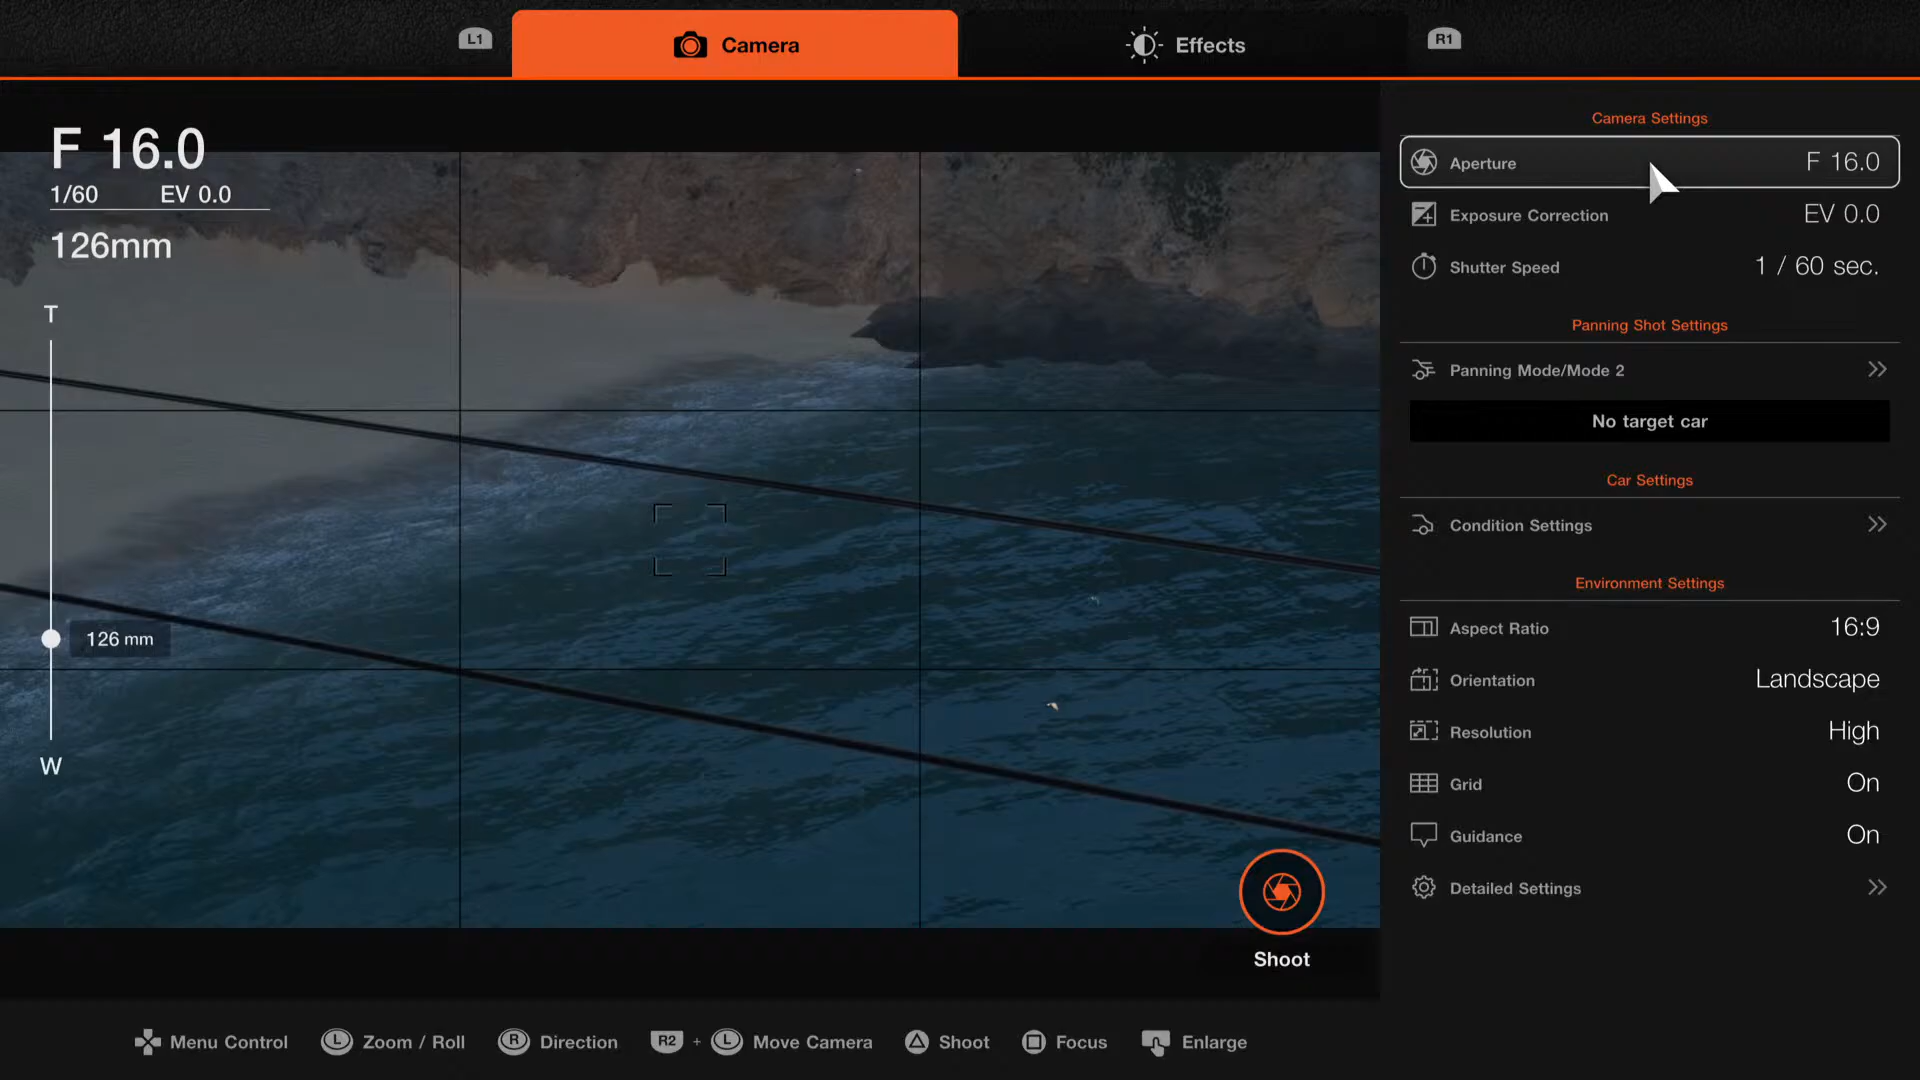 L1
Camera
Effects
R1
F 16.0
1/60 EV 0.0
126mm
T
126 mm
W
Shoot
Camera Settings
Aperture F 16.0
Exposure Correction EV 0.0
Shutter Speed 1 / 60 sec.
Panning Shot Settings
Panning Mode/Mode 2
No target car
Car Settings
Condition Settings
Environment Settings
Aspect Ratio 16:9
Orientation Landscape
Resolution High
Grid On
Guidance On
Detailed Settings
Menu Control L Zoom / Roll R Direction R2 + L Move Camera Shoot Focus Enlarge